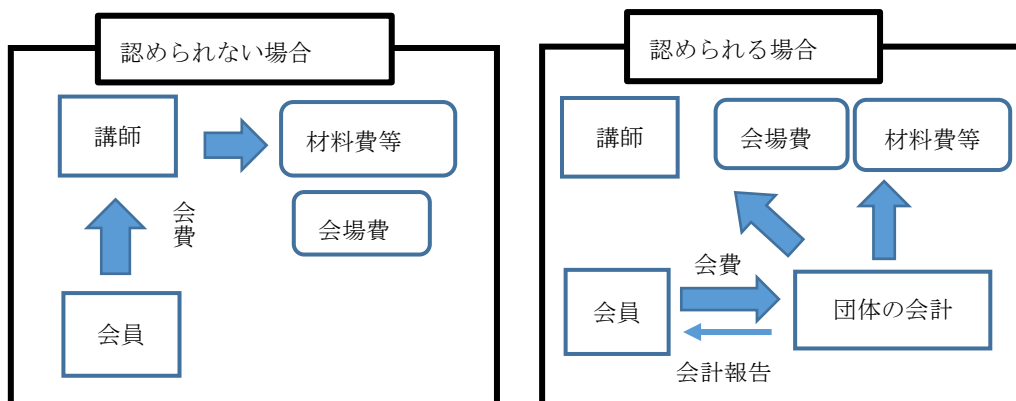 認められない場合
講師
材料費等
会場費
会費
会員
認められる場合
講師
会場費
材料費等
会費
会員
団体の会計
会計報告